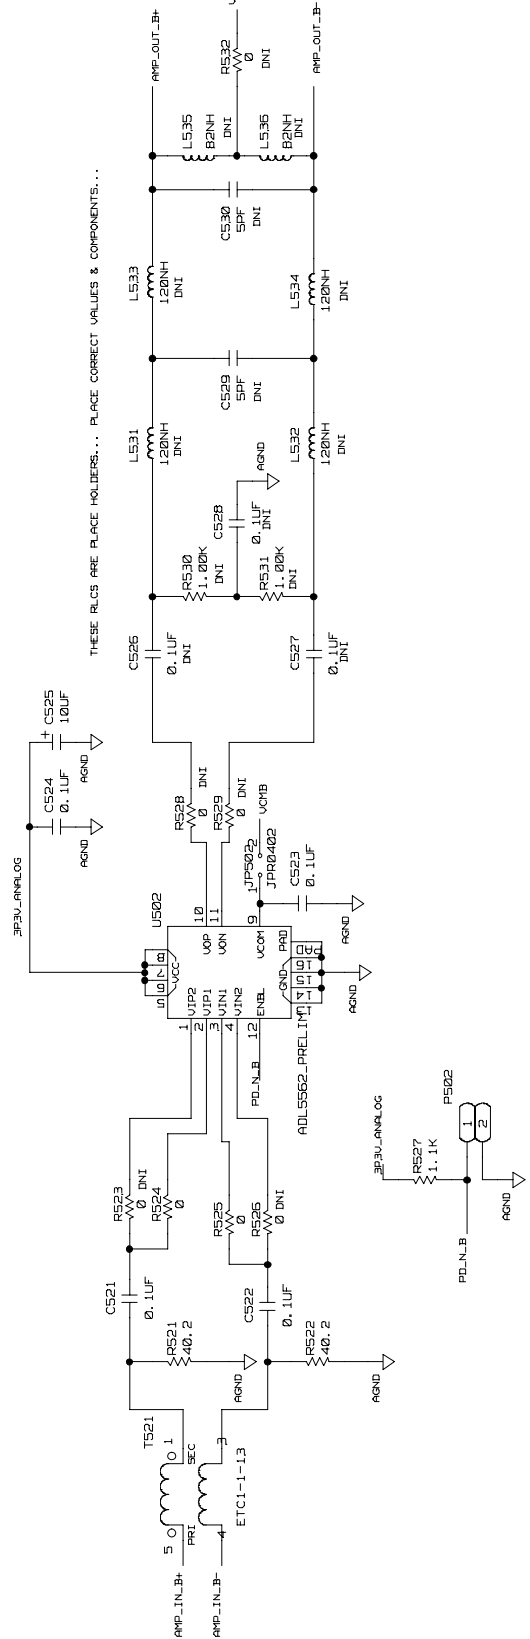 THESE RLCS ARE PLACE HOLDERS... PLACE CORRECT VALUES & COMPONENTS...
AMP_IN_B+
AMP_IN_B-
5
PRI
4
T521
1
SEC
3
ETC1-1-13
R521
40.2
AGND
R522
40.2
AGND
C521
0.1UF
C522
0.1UF
R523
0 DNI
R524
0
R525
0
R526
0 DNI
1
2
3
4
12
VIP2
VIP1
VIN1
VIN2
ENBL
PD_N_B
ADL5562_PRELIM
U502
5
6
7
8
VCC
GND
14
15
16
PAD
PAD
AGND
10
11
9
VOP
VON
VCOM
3P3V_ANALOG
C524
0.1UF
AGND
+
C525
10UF
AGND
JP502
1
2
JPR0402
VCMB
C523
0.1UF
AGND
R528
0
DNI
R529
0
DNI
C526
0.1UF
DNI
C527
0.1UF
DNI
R530
1.00K
DNI
R531
1.00K
DNI
C528
0.1UF
DNI
AGND
L531
120NH
DNI
L532
120NH
DNI
C529
5PF
DNI
L533
120NH
DNI
L534
120NH
DNI
C530
5PF
DNI
L535
82NH
DNI
L536
82NH
DNI
R532
0
DNI
AMP_OUT_B+
AMP_OUT_B-
3P3V_ANALOG
R527
1.1K
PD_N_B
P502
1
2
AGND